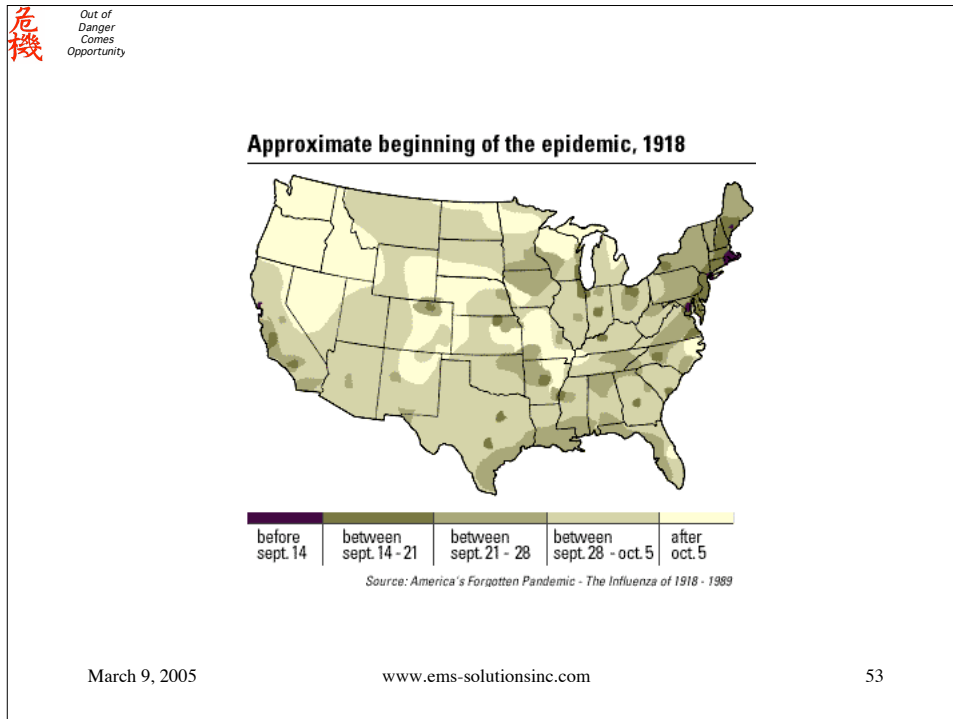 危
機
Out of
Danger
Comes
Opportunity
Approximate beginning of the epidemic, 1918
before
sept. 14
between
sept. 14 - 21
between
sept. 21 - 28
between
sept. 28 - oct. 5
after
oct. 5
Source: America's Forgotten Pandemic - The Influenza of 1918 - 1989
March 9, 2005
www.ems-solutionsinc.com
53